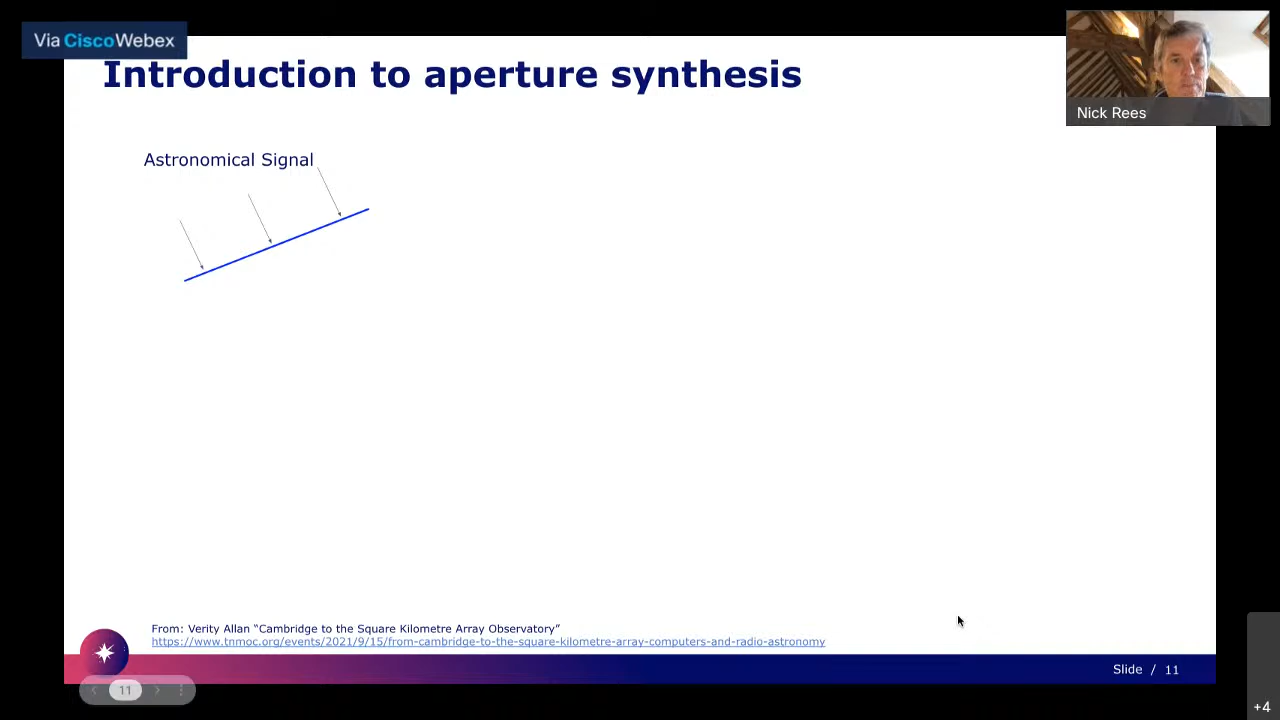 Via CiscoWebex
Introduction to aperture synthesis
Nick Rees
Astronomical Signal
From: Verity Allan “Cambridge to the Square Kilometre Array Observatory”
https://www.tnmoc.org/events/2021/9/15/from-cambridge-to-the-square-kilometre-array-computers-and-radio-astronomy
Slide / 11
11
+4